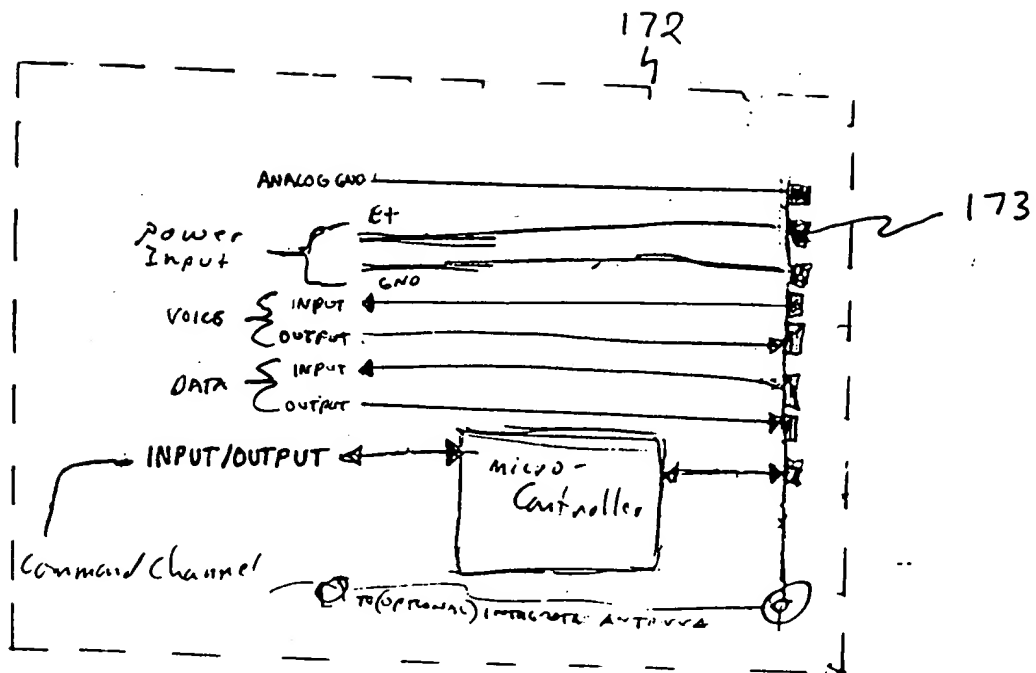 172
173
ANALOG GND
E+
Power
Input
GND
VOICE
INPUT
OUTPUT
DATA
INPUT
OUTPUT
INPUT/OUTPUT
micro-
Controller
Command Channel
TO (OPTIONAL) INTEGRATE ANTENNA